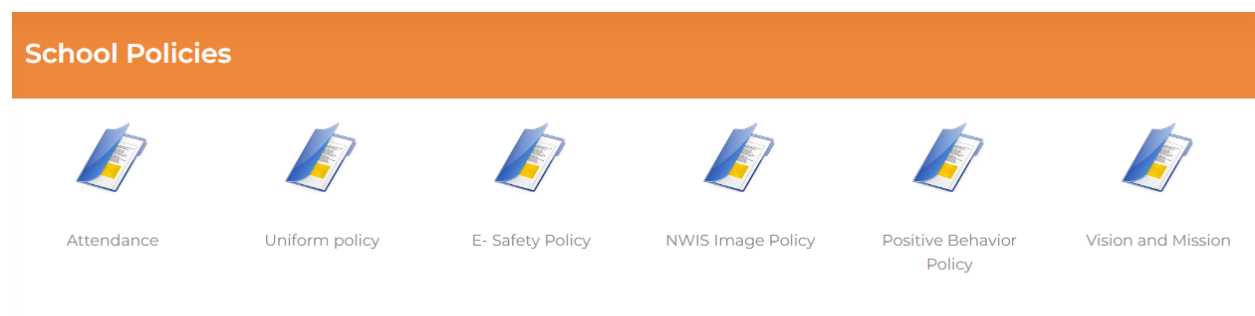 School Policies
Attendance
Uniform policy
E- Safety Policy
NWIS Image Policy
Positive Behavior
Policy
Vision and Mission